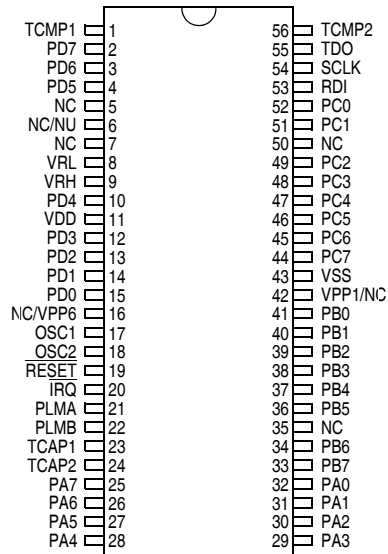 TCMP1 1 56 TCMP2
PD7 2 55 TDO
PD6 3 54 SCLK
PD5 4 53 RDI
NC 5 52 PC0
NC/NU 6 51 PC1
NC 7 50 NC
VRL 8 49 PC2
VRH 9 48 PC3
PD4 10 47 PC4
VDD 11 46 PC5
PD3 12 45 PC6
PD2 13 44 PC7
PD1 14 43 VSS
PD0 15 42 VPP1/NC
NC/VPP6 16 41 PB0
OSC1 17 40 PB1
OSC2 18 39 PB2
RESET 19 38 PB3
IRQ 20 37 PB4
PLMA 21 36 PB5
PLMB 22 35 NC
TCAP1 23 34 PB6
TCAP2 24 33 PB7
PA7 25 32 PA0
PA6 26 31 PA1
PA5 27 30 PA2
PA4 28 29 PA3